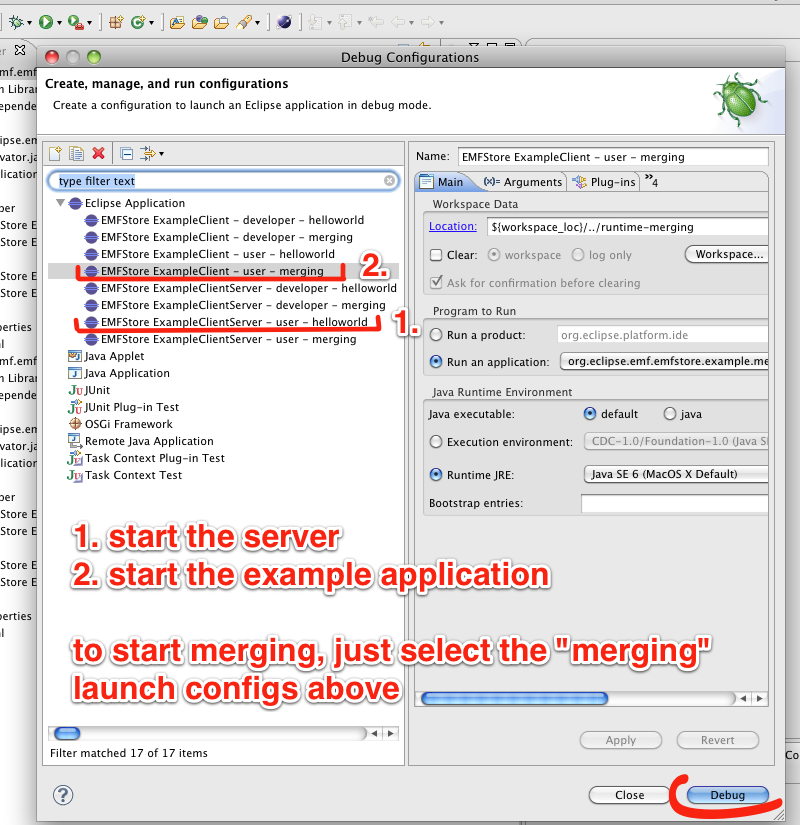 Debug Configurations
Create, manage, and run configurations
Create a configuration to launch an Eclipse application in debug mode.
type filter text
Eclipse Application
EMFStore ExampleClient - developer - helloworld
EMFStore ExampleClient - developer - merging
EMFStore ExampleClient - user - helloworld
EMFStore ExampleClient - user - merging
2.
EMFStore ExampleClientServer - developer - helloworld
EMFStore ExampleClientServer - developer - merging
EMFStore ExampleClientServer - user - helloworld
1.
EMFStore ExampleClientServer - user - merging
Java Applet
Java Application
JUnit
JUnit Plug-in Test
OSGi Framework
Remote Java Application
Task Context Plug-in Test
Task Context Test
1. start the server
2. start the example application
to start merging, just select the "merging"
launch configs above
Filter matched 17 of 17 items
Name: EMFStore ExampleClient - user - merging
Main (x)= Arguments Plug-ins »4
Workspace Data
Location: ${workspace_loc}/../runtime-merging
Clear: workspace log only Workspace...
Ask for confirmation before clearing
Program to Run
Run a product: org.eclipse.platform.ide
Run an application: org.eclipse.emf.emfstore.example.me
Java Runtime Environment
Java executable: default java
Execution environment: CDC-1.0/Foundation-1.0 (Java SE
Runtime JRE: Java SE 6 (MacOS X Default)
Bootstrap entries:
Apply Revert
? Close Debug